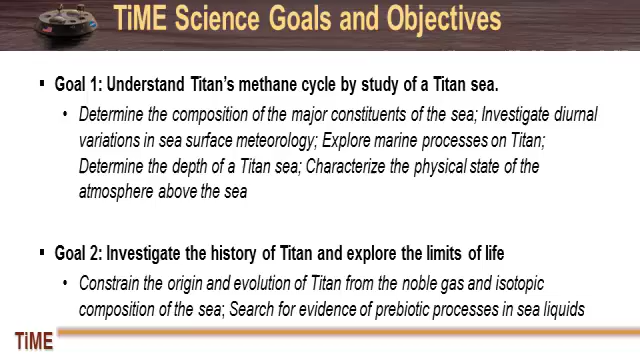 TiME Science Goals and Objectives
▪ Goal 1: Understand Titan's methane cycle by study of a Titan sea.
• Determine the composition of the major constituents of the sea; Investigate diurnal
variations in sea surface meteorology; Explore marine processes on Titan;
Determine the depth of a Titan sea; Characterize the physical state of the
atmosphere above the sea
▪ Goal 2: Investigate the history of Titan and explore the limits of life
• Constrain the origin and evolution of Titan from the noble gas and isotopic
composition of the sea; Search for evidence of prebiotic processes in sea liquids
TiME